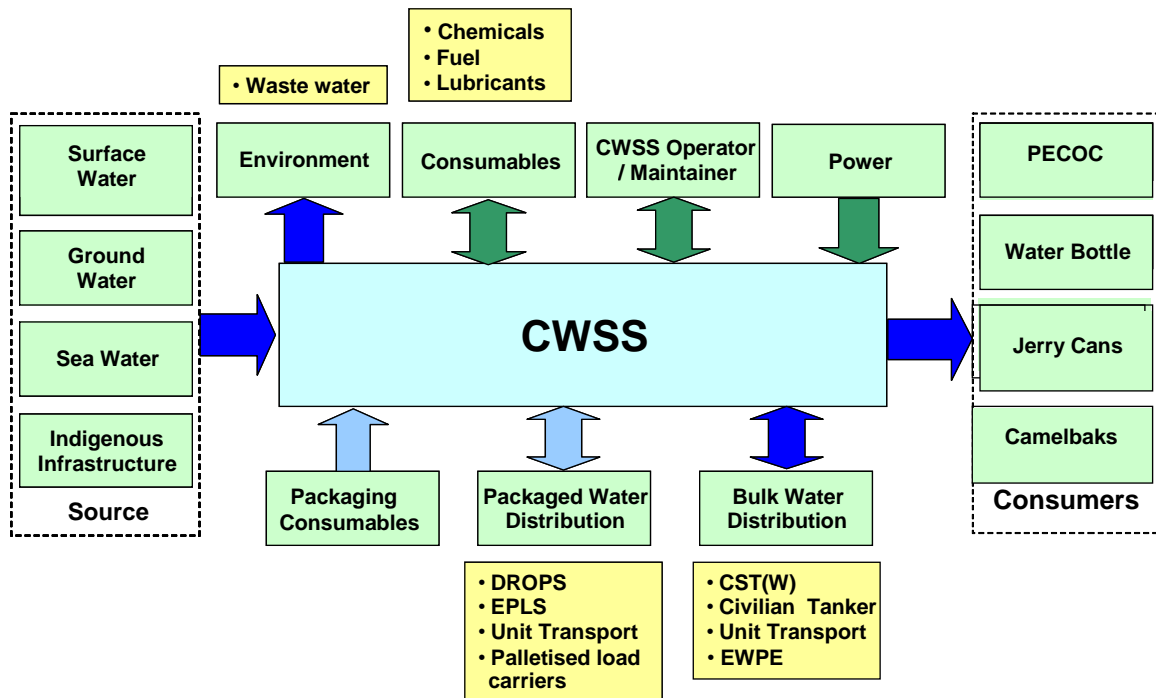 • Chemicals
• Fuel
• Lubricants
• Waste water
Surface
Water
Ground
Water
Sea Water
Indigenous
Infrastructure
Source
Environment
Consumables
CWSS Operator
/ Maintainer
Power
CWSS
Packaging
Consumables
Packaged Water
Distribution
Bulk Water
Distribution
• DROPS
• EPLS
• Unit Transport
• Palletised load
carriers
• CST(W)
• Civilian Tanker
• Unit Transport
• EWPE
PECOC
Water Bottle
Jerry Cans
Camelbaks
Consumers